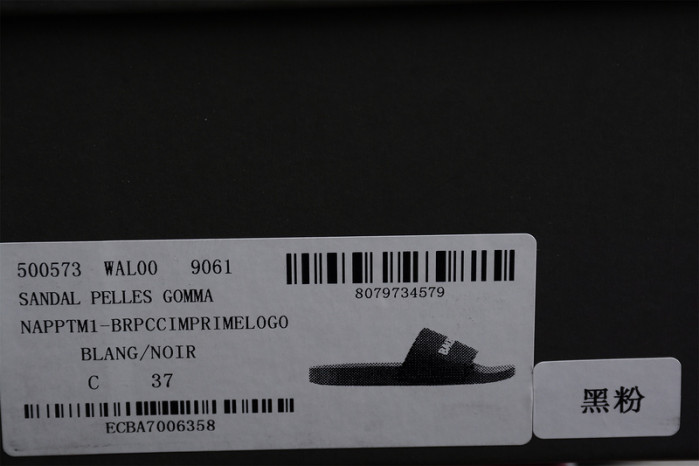 500573 WAL00 9061
SANDAL PELLES GOMMA
NAPPTM1-BRPCCIMPRIMELOGO
BLANG/NOIR
C 37
ECBA7006358
8079734579
黑粉